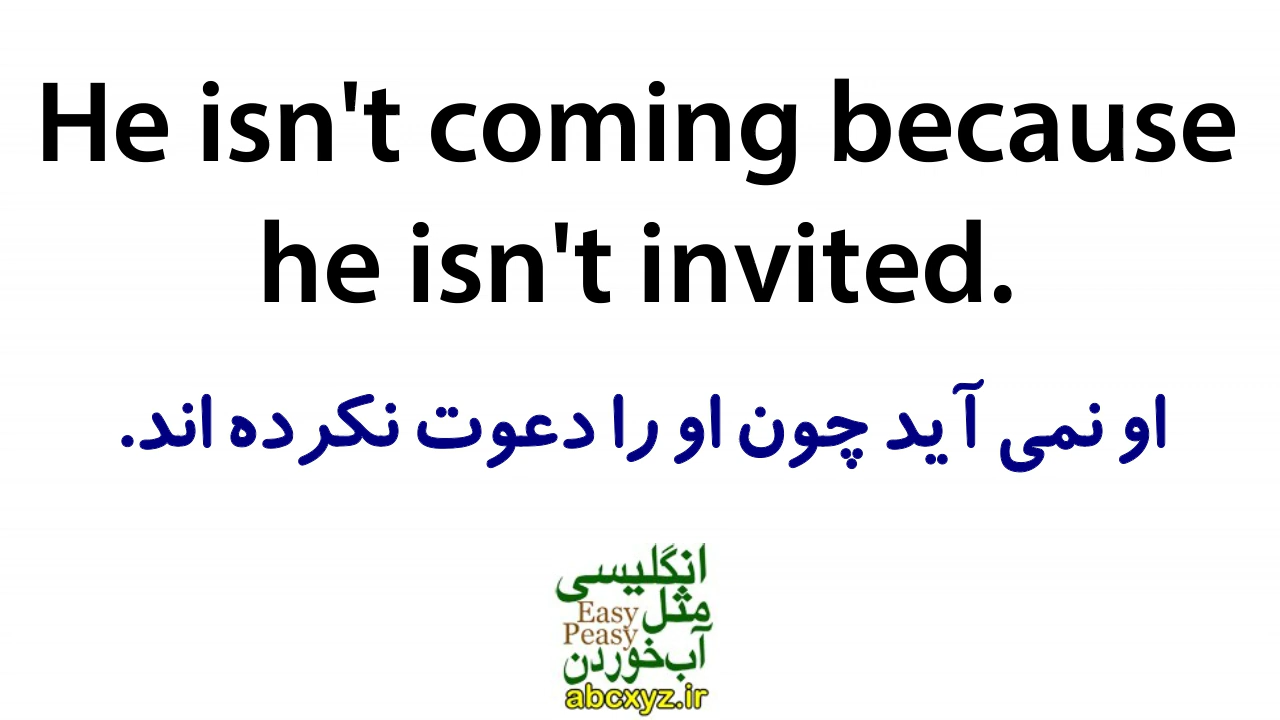 He isn't coming because
he isn't invited.
او نمی آید چون او را دعوت نکرده اند.
انگلیسی
مثل
Easy
Peasy
آب خوردن
abcxyz.ir